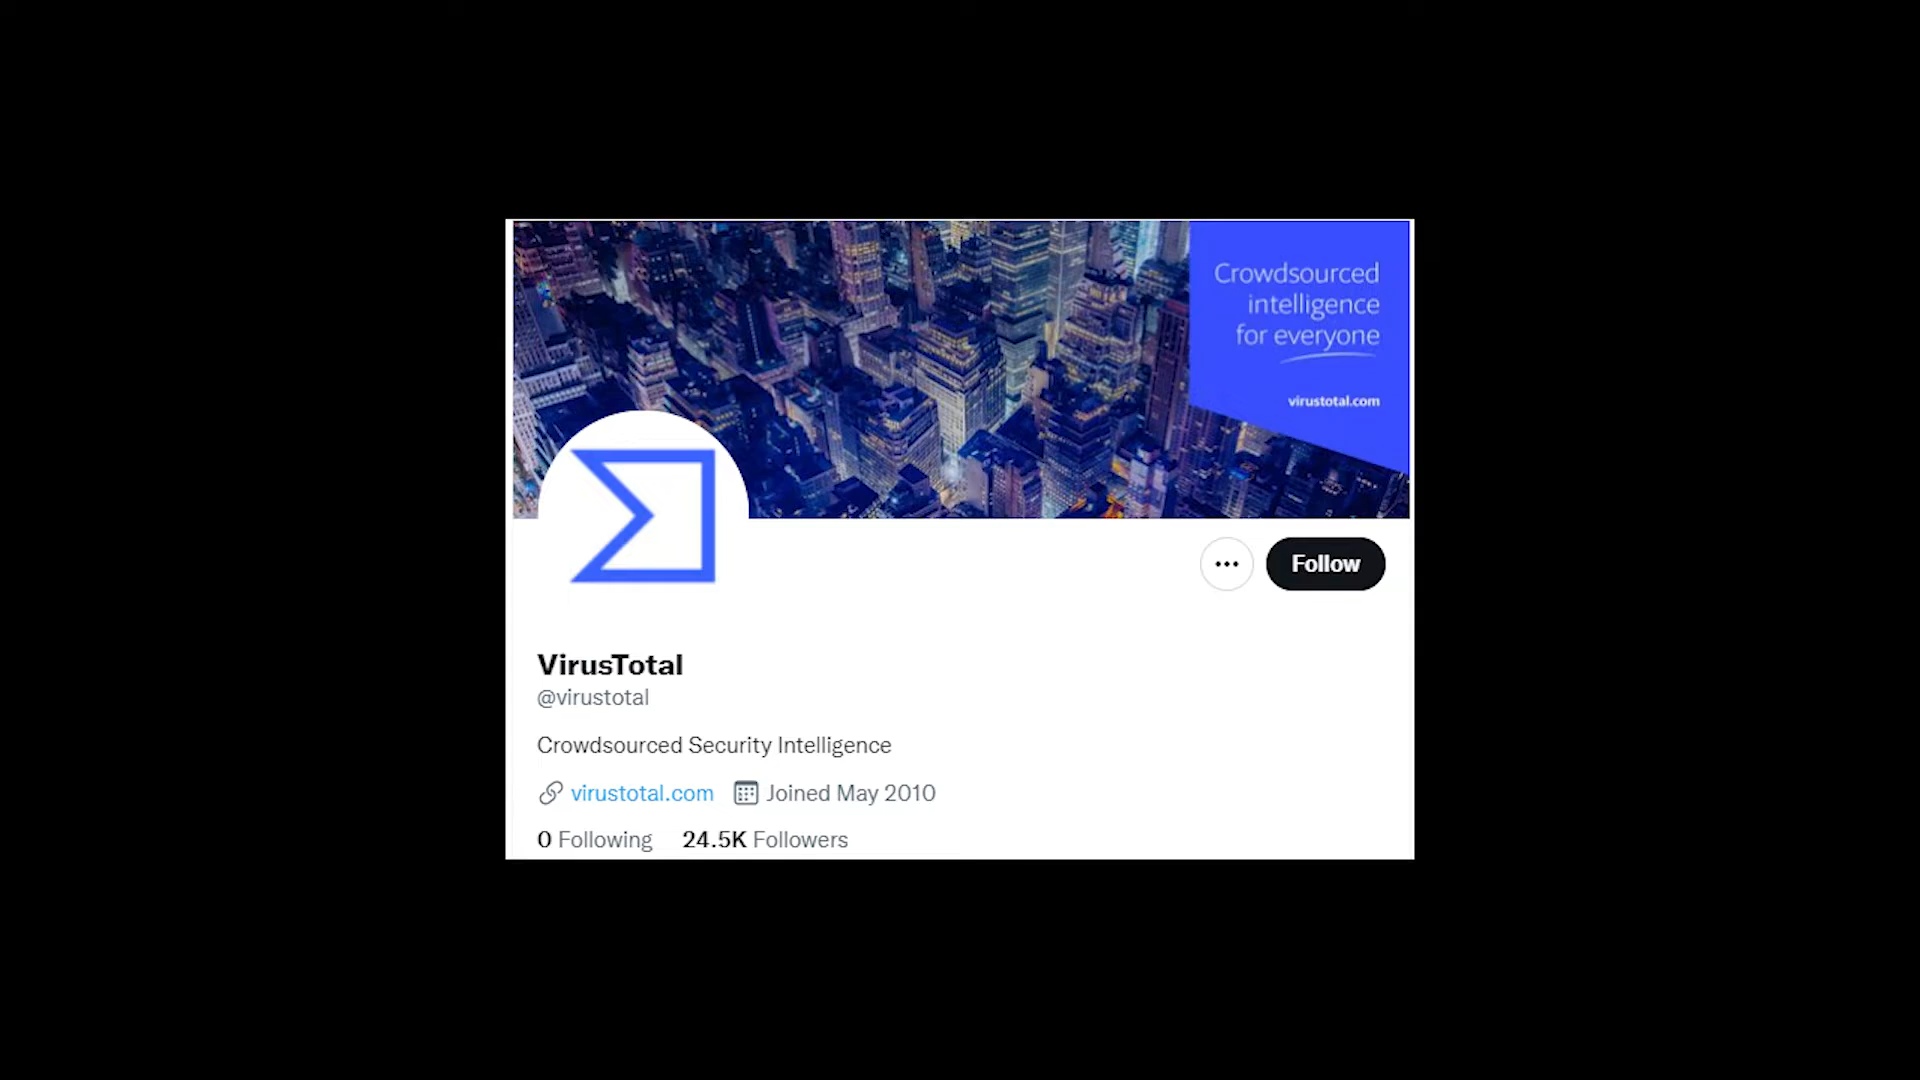 Crowdsourced
intelligence
for everyone
virustotal.com
Follow
VirusTotal
@virustotal
Crowdsourced Security Intelligence
virustotal.com Joined May 2010
0 Following 24.5K Followers